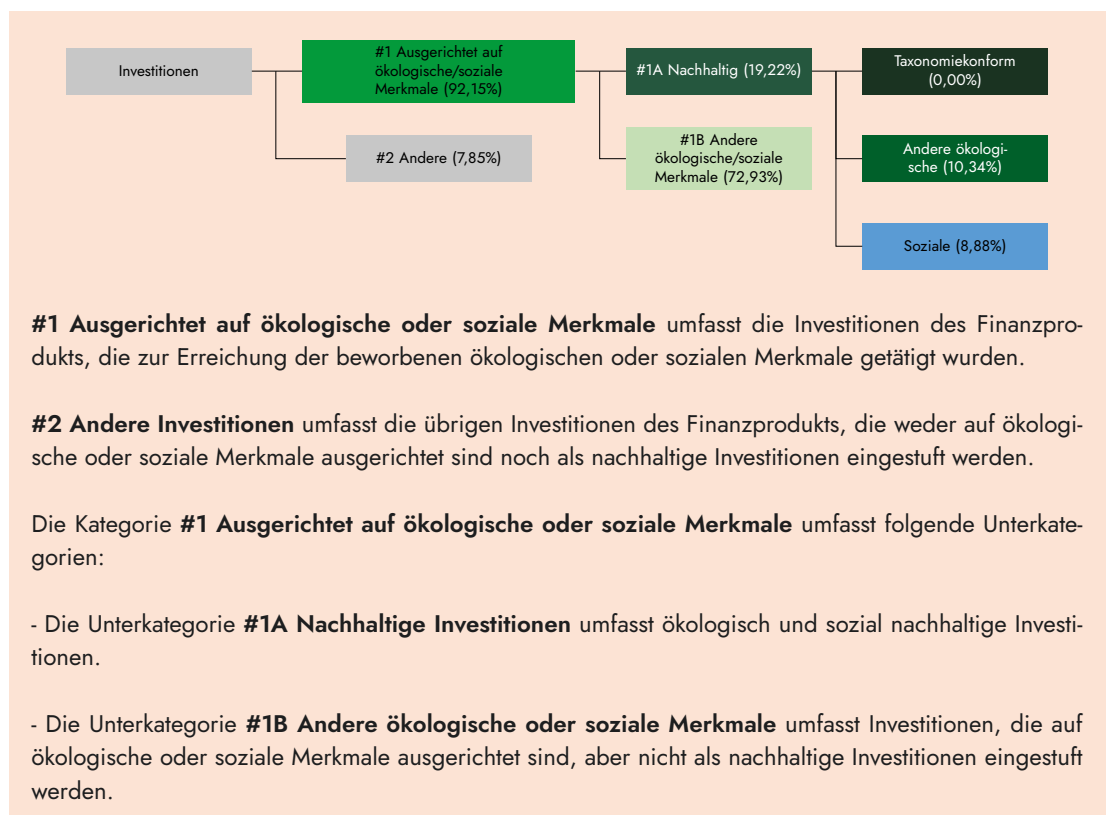 Investitionen
#1 Ausgerichtet auf
ökologische/soziale
Merkmale (92,15%)
#1A Nachhaltig (19,22%)
Taxonomiekonform
(0,00%)
#2 Andere (7,85%)
#1B Andere
ökologische/soziale
Merkmale (72,93%)
Andere ökologi-
sche (10,34%)
Soziale (8,88%)
#1 Ausgerichtet auf ökologische oder soziale Merkmale umfasst die Investitionen des Finanzpro-
dukts, die zur Erreichung der beworbenen ökologischen oder sozialen Merkmale getätigt wurden.
#2 Andere Investitionen umfasst die übrigen Investitionen des Finanzprodukts, die weder auf ökologi-
sche oder soziale Merkmale ausgerichtet sind noch als nachhaltige Investitionen eingestuft werden.
Die Kategorie #1 Ausgerichtet auf ökologische oder soziale Merkmale umfasst folgende Unterkate-
gorien:
- Die Unterkategorie #1A Nachhaltige Investitionen umfasst ökologisch und sozial nachhaltige Investi-
tionen.
- Die Unterkategorie #1B Andere ökologische oder soziale Merkmale umfasst Investitionen, die auf
ökologische oder soziale Merkmale ausgerichtet sind, aber nicht als nachhaltige Investitionen eingestuft
werden.